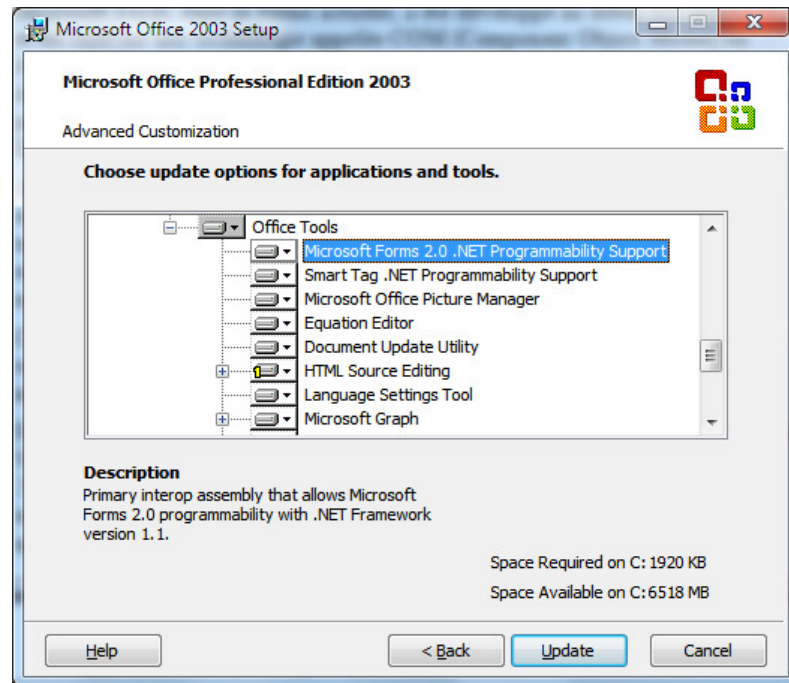 Microsoft Office 2003 Setup
Microsoft Office Professional Edition 2003
Advanced Customization
Choose update options for applications and tools.
Office Tools
Microsoft Forms 2.0 .NET Programmability Support
Smart Tag .NET Programmability Support
Microsoft Office Picture Manager
Equation Editor
Document Update Utility
HTML Source Editing
Language Settings Tool
Microsoft Graph
Description
Primary interop assembly that allows Microsoft
Forms 2.0 programmability with .NET Framework
version 1.1.
Space Required on C: 1920 KB
Space Available on C: 6518 MB
Help
< Back
Update
Cancel